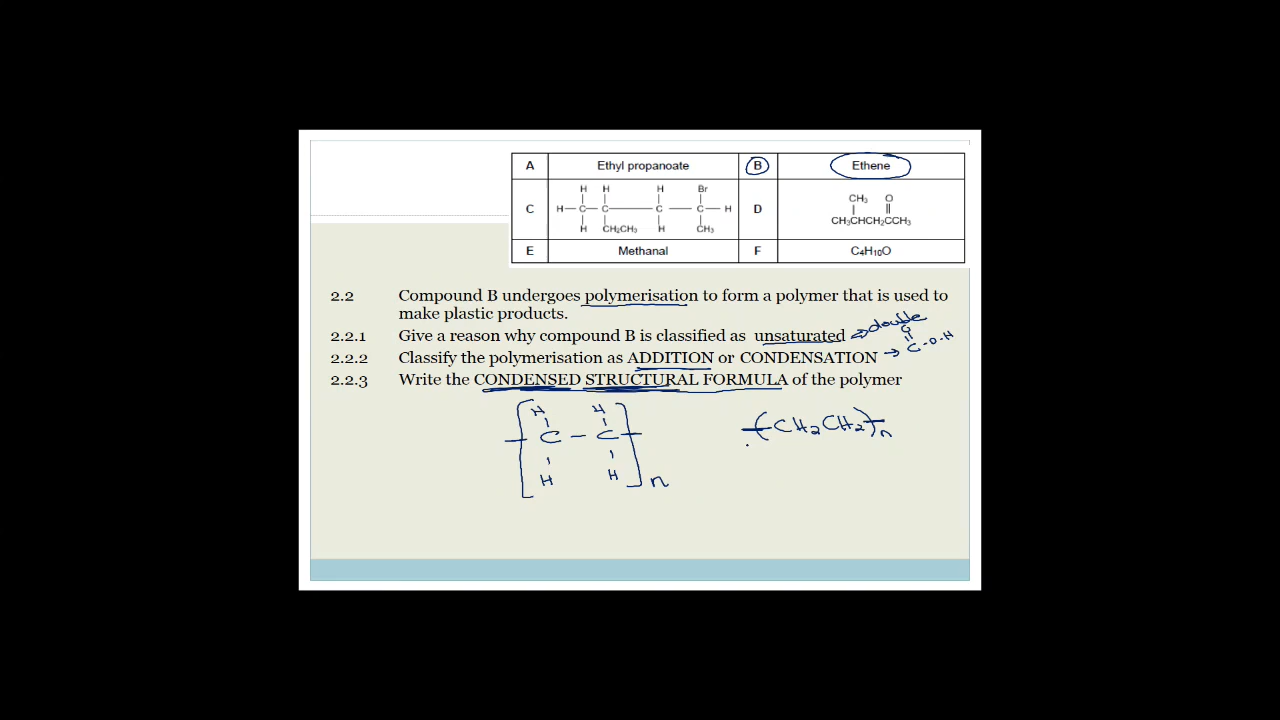 A Ethyl propanoate B Ethene
C H H H Br D CH₃ O
H–C–C–C–C–H CH₃CHCH₂CCH₃
H CH₂CH₃ H CH₃
E Methanal F C₄H₁₀O
2.2 Compound B undergoes polymerisation to form a polymer that is used to
make plastic products.
2.2.1 Give a reason why compound B is classified as unsaturated → double
2.2.2 Classify the polymerisation as ADDITION or CONDENSATION → C-O-H
2.2.3 Write the CONDENSED STRUCTURAL FORMULA of the polymer
H H
C – C –(CH₂CH₂)–n
H H n